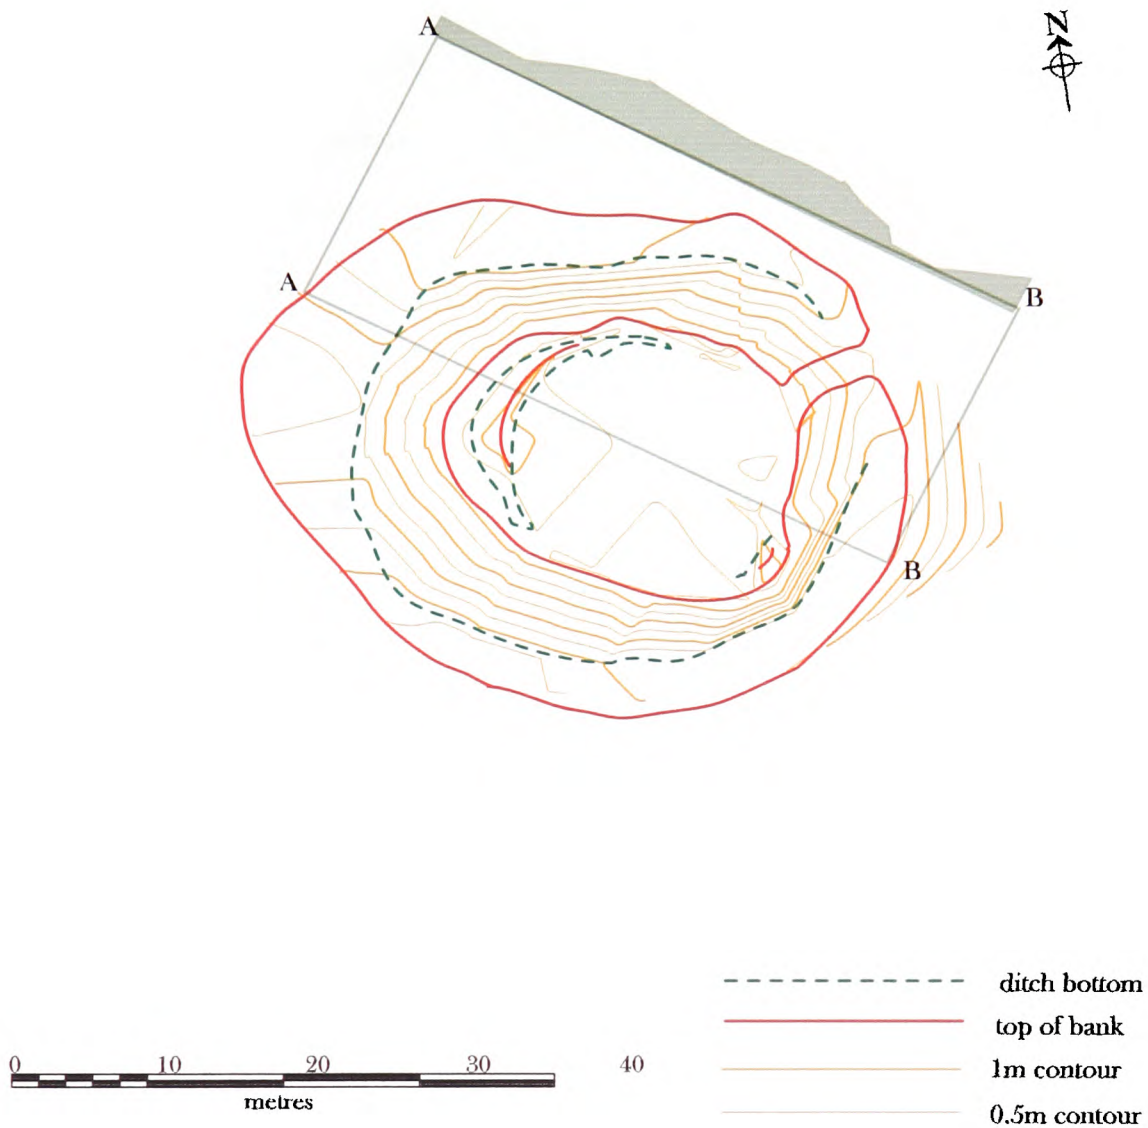 A
N
A
B
B
ditch bottom
top of bank
0 10 20 30 40
1m contour
metres
0.5m contour